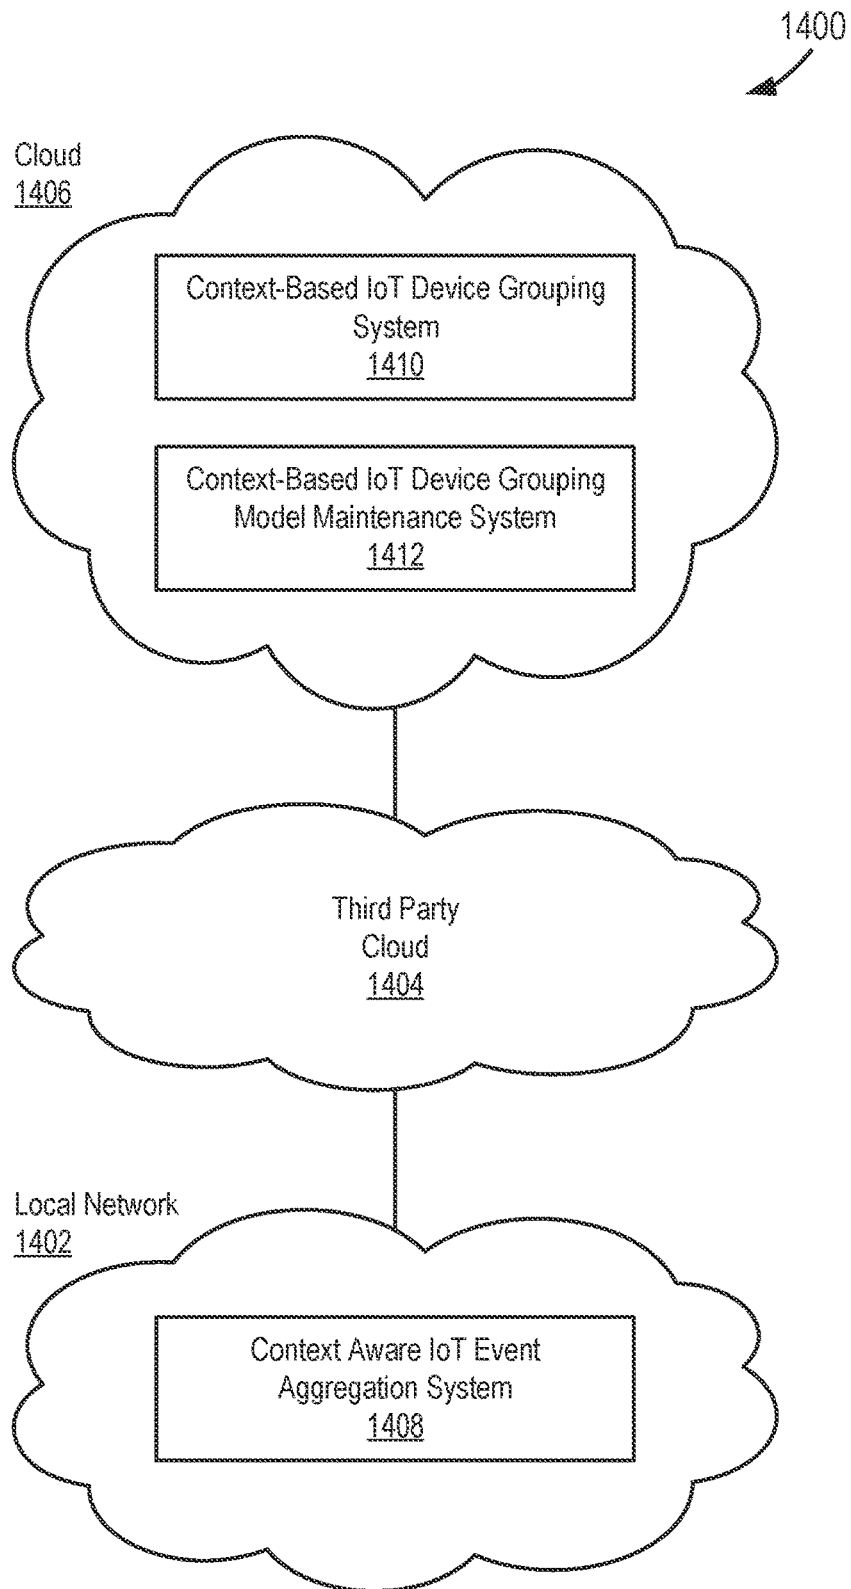 1400
Cloud
1406
Context-Based IoT Device Grouping
System
1410
Context-Based IoT Device Grouping
Model Maintenance System
1412
Third Party
Cloud
1404
Local Network
1402
Context Aware IoT Event
Aggregation System
1408